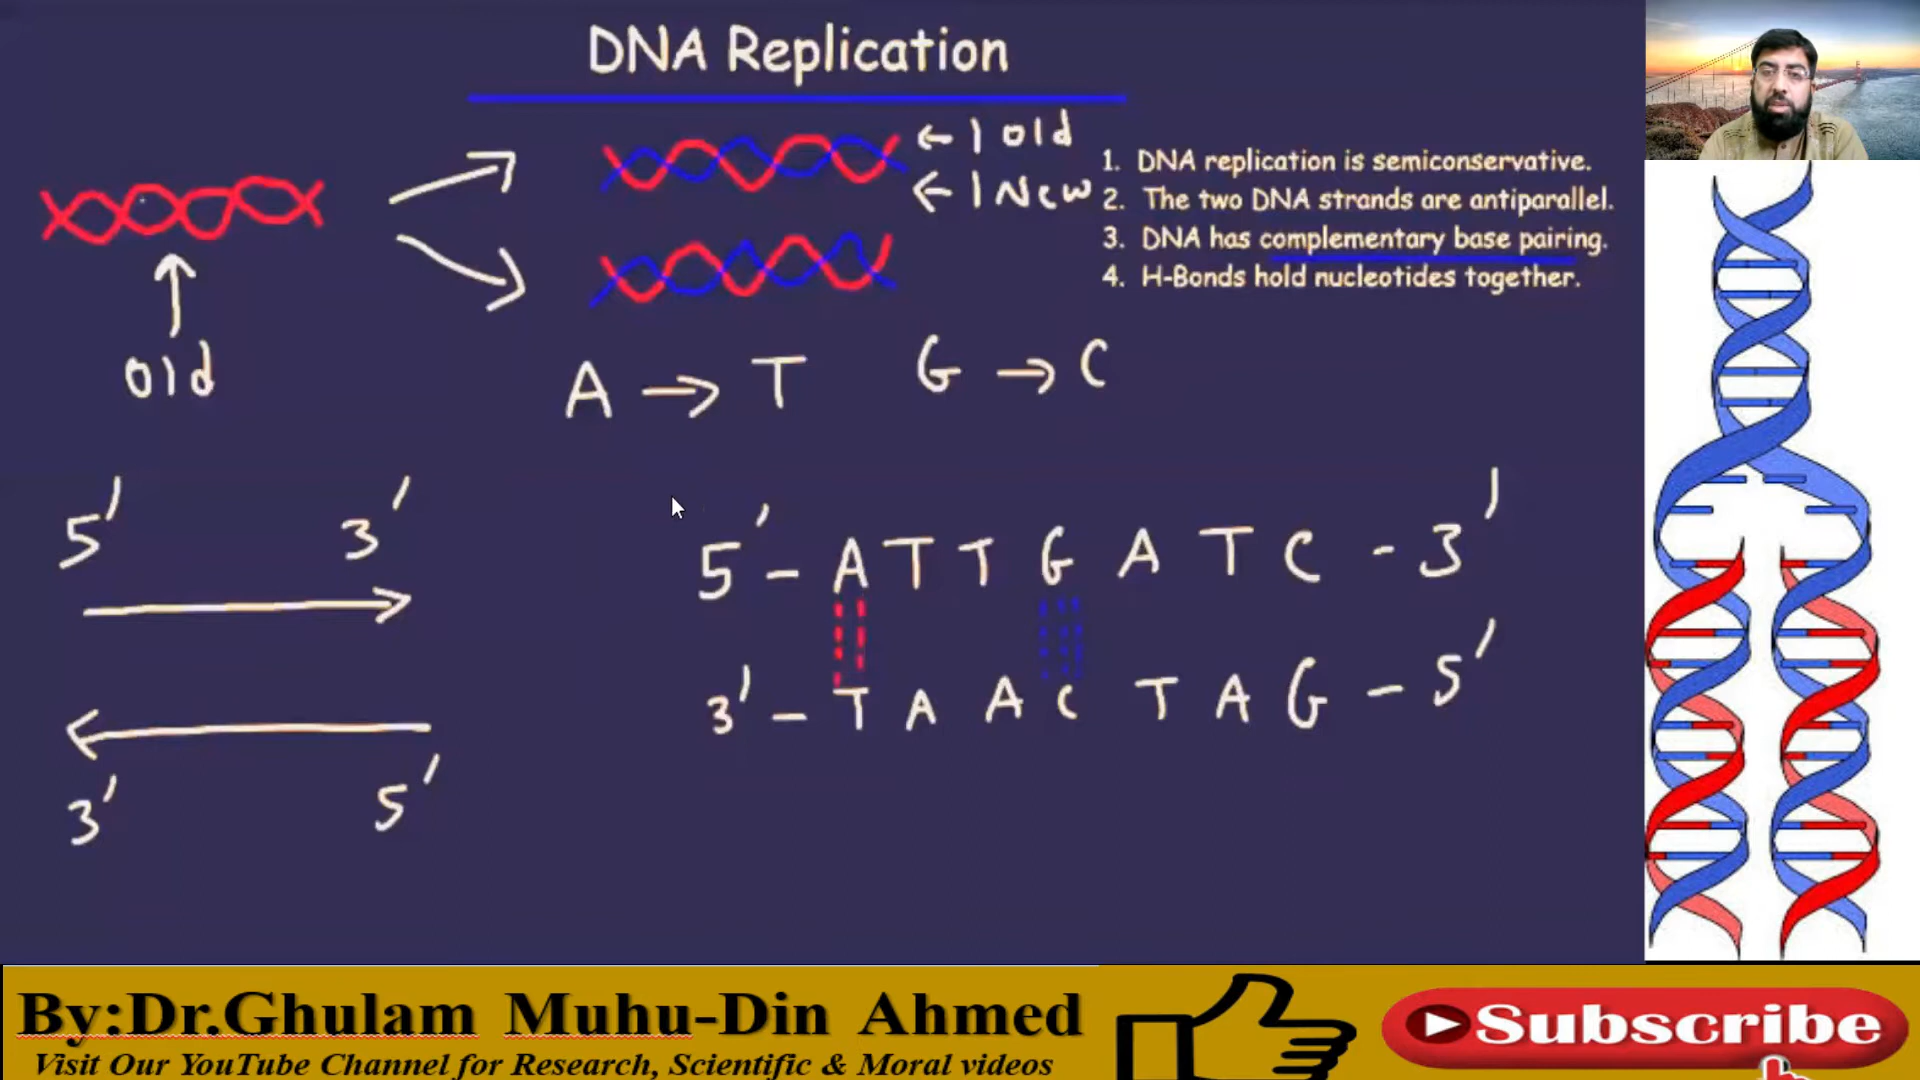 DNA Replication
← 1 old
← 1 New
1. DNA replication is semiconservative.
2. The two DNA strands are antiparallel.
3. DNA has complementary base pairing.
4. H-Bonds hold nucleotides together.
old
A → T G → C
5' 3'
3' 5'
5' - A T T G A T C - 3'
3' - T A A C T A G - 5'
By:Dr.Ghulam Muhu-Din Ahmed
Visit Our YouTube Channel for Research, Scientific & Moral videos
Subscribe